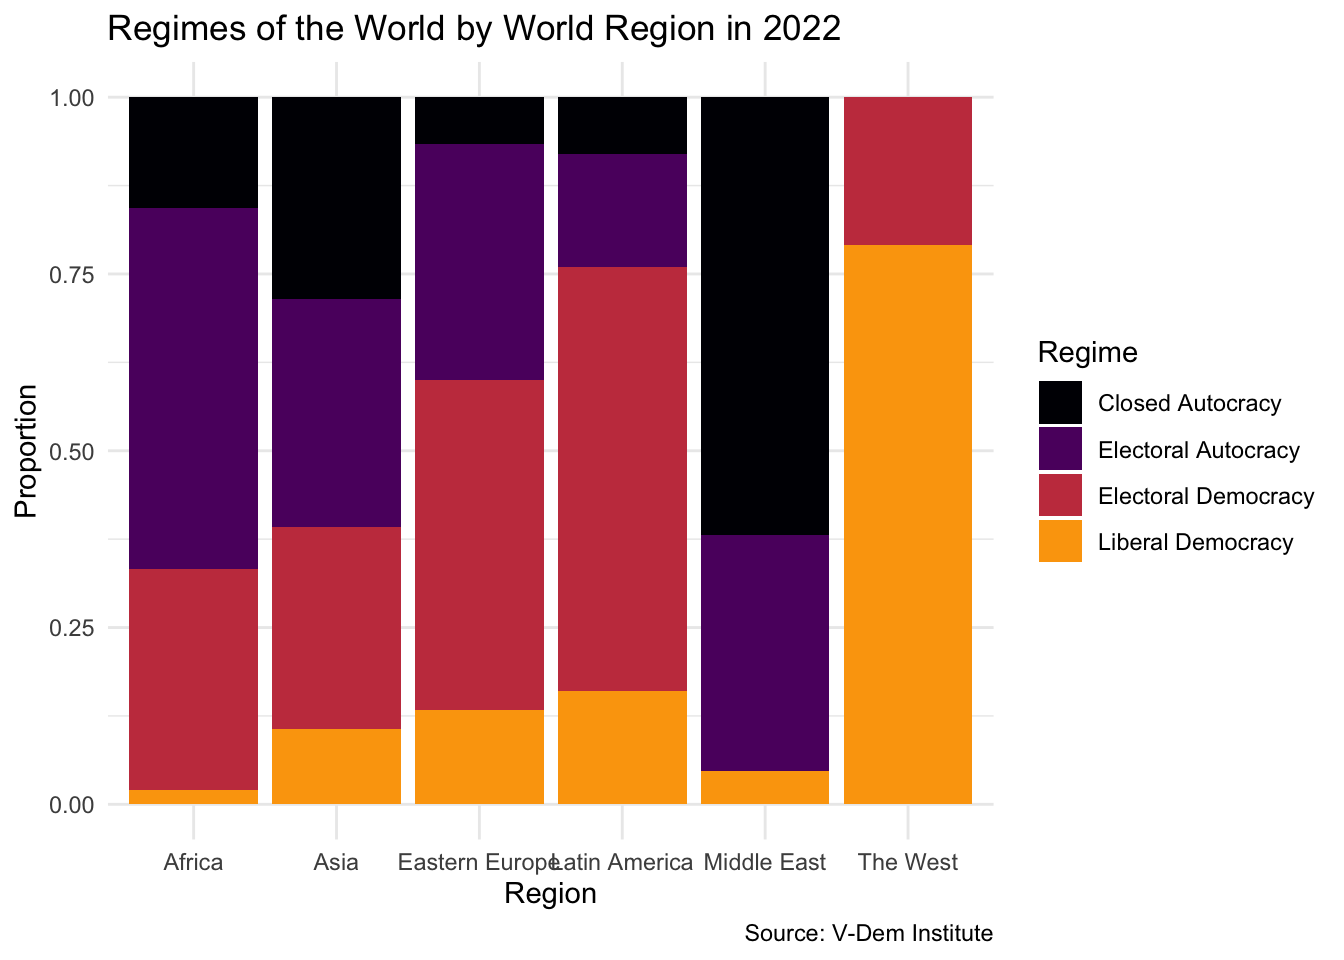 Regimes of the World by World Region in 2022
1.00
0.75
0.50
0.25
0.00
Proportion
Africa
Asia
Eastern Europe
Latin America
Middle East
The West
Region
Regime
Closed Autocracy
Electoral Autocracy
Electoral Democracy
Liberal Democracy
Source: V-Dem Institute